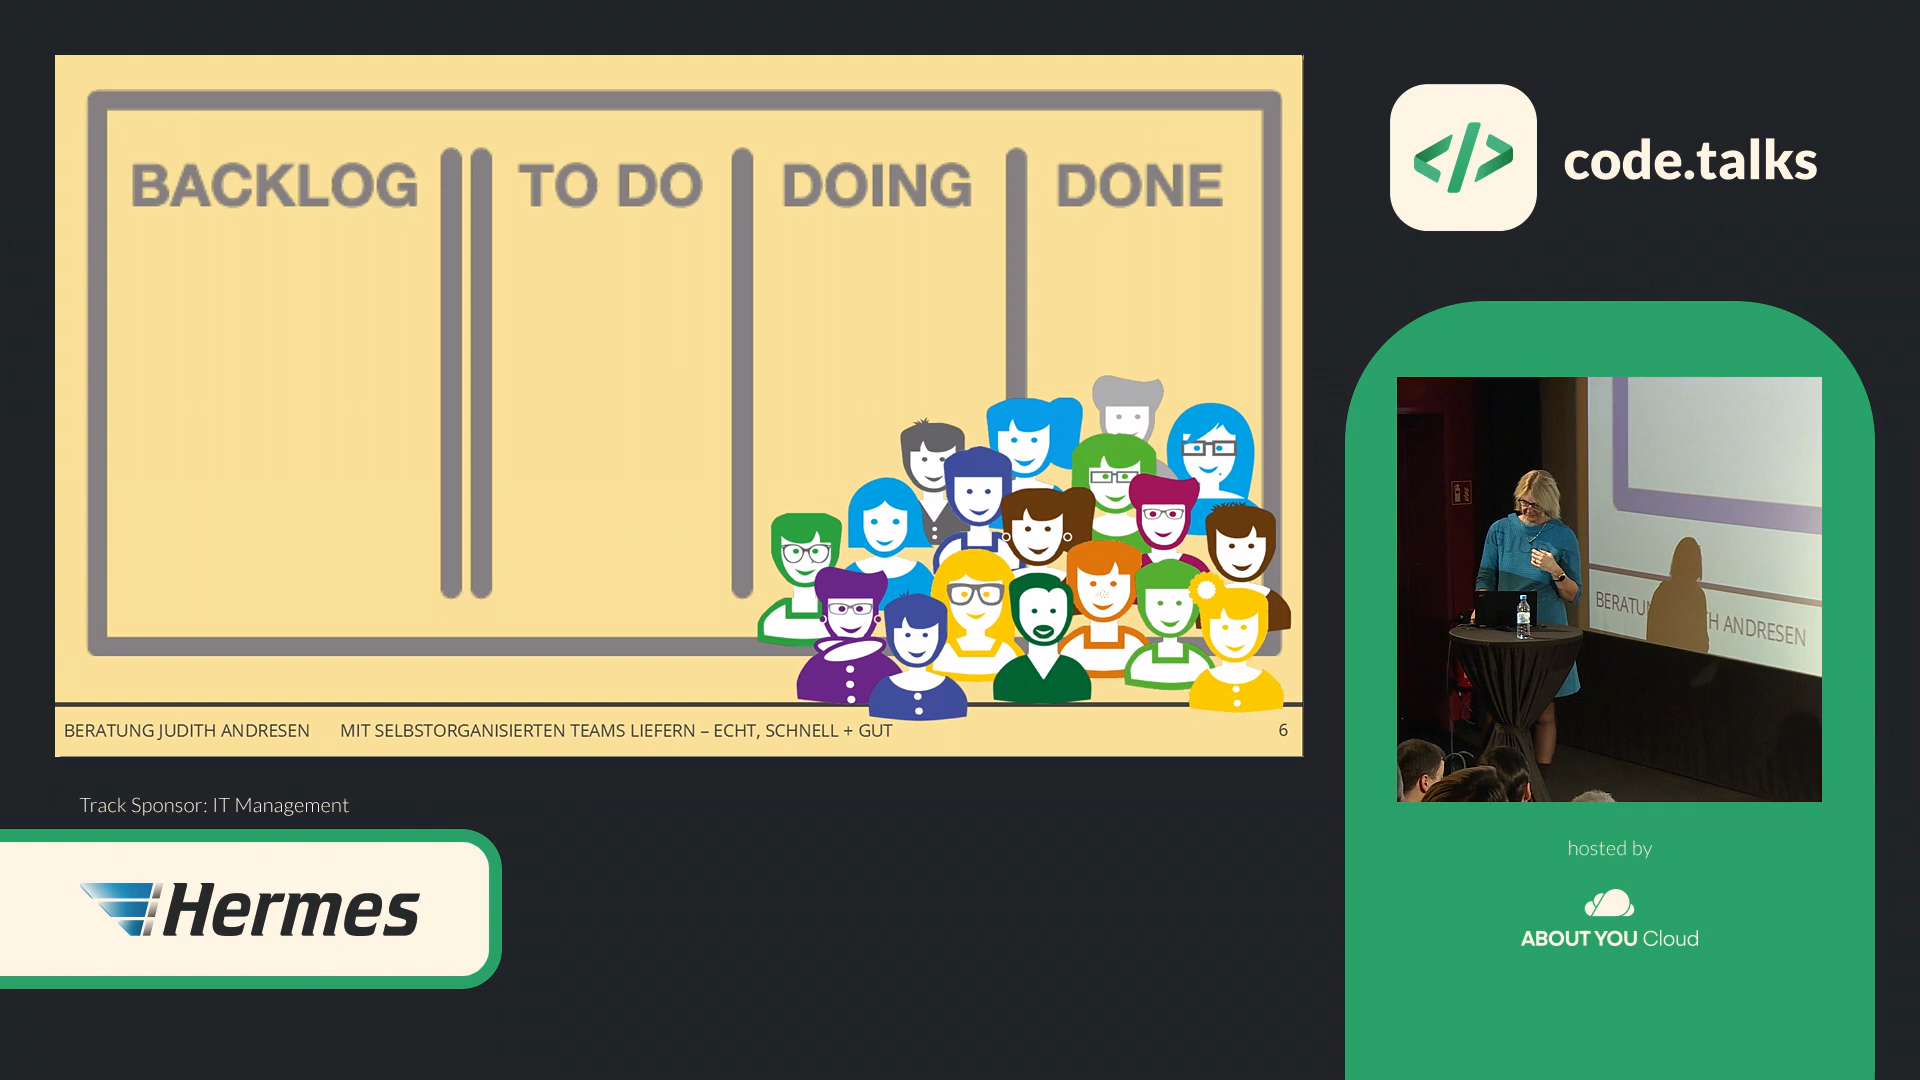 BACKLOG
TO DO
DOING
DONE
BERATUNG JUDITH ANDRESEN MIT SELBSTORGANISIERTEN TEAMS LIEFERN – ECHT, SCHNELL + GUT 6
code.talks
TH ANDRESEN
Track Sponsor: IT Management
Hermes
hosted by
ABOUT YOU Cloud